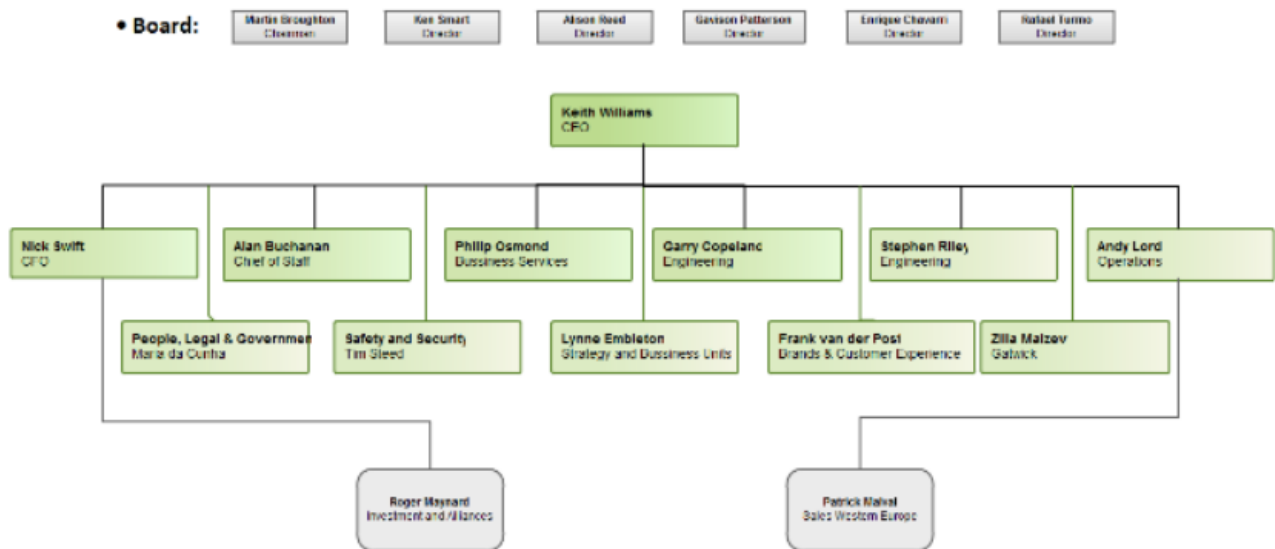 • Board:
Martin Broughton
Chairman
Ken Smart
Director
Alison Reed
Director
Gavison Patterson
Director
Enrique Chavarri
Director
Rafael Turmo
Director
Keith Williams
CEO
Nick Swift
CFO
Alan Buchanan
Chief of Staff
Philip Osmond
Bussiness Services
Garry Copeland
Engineering
Stephen Riley
Engineering
Andy Lord
Operations
People, Legal & Governmen
Maria da Cunha
Safety and Security
Tim Steed
Lynne Embleton
Strategy and Bussiness Units
Frank van der Post
Brands & Customer Experience
Zilla
Gatwick
Roger Maynard
Investment and Alliances
Patrick
Sales Western Europe